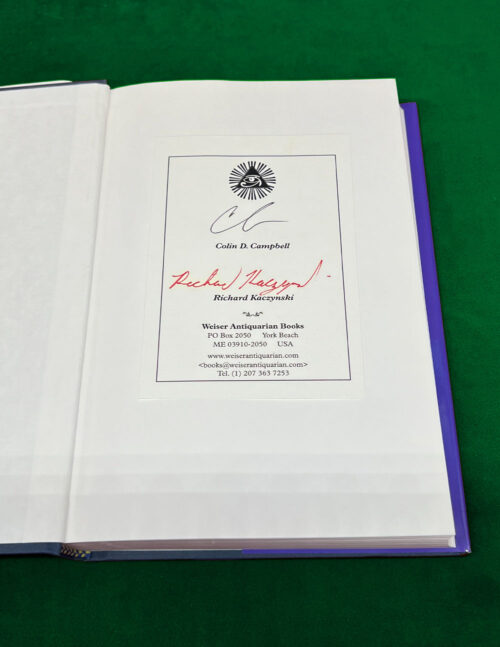 Colin D. Campbell
Richard Kaczynski
Richard Kaczynski
Weiser Antiquarian Books
PO Box 2050 York Beach
ME 03910-2050 USA
www.weiserantiquarian.com
<books@weiserantiquarian.com>
Tel. (1) 207 363 7253